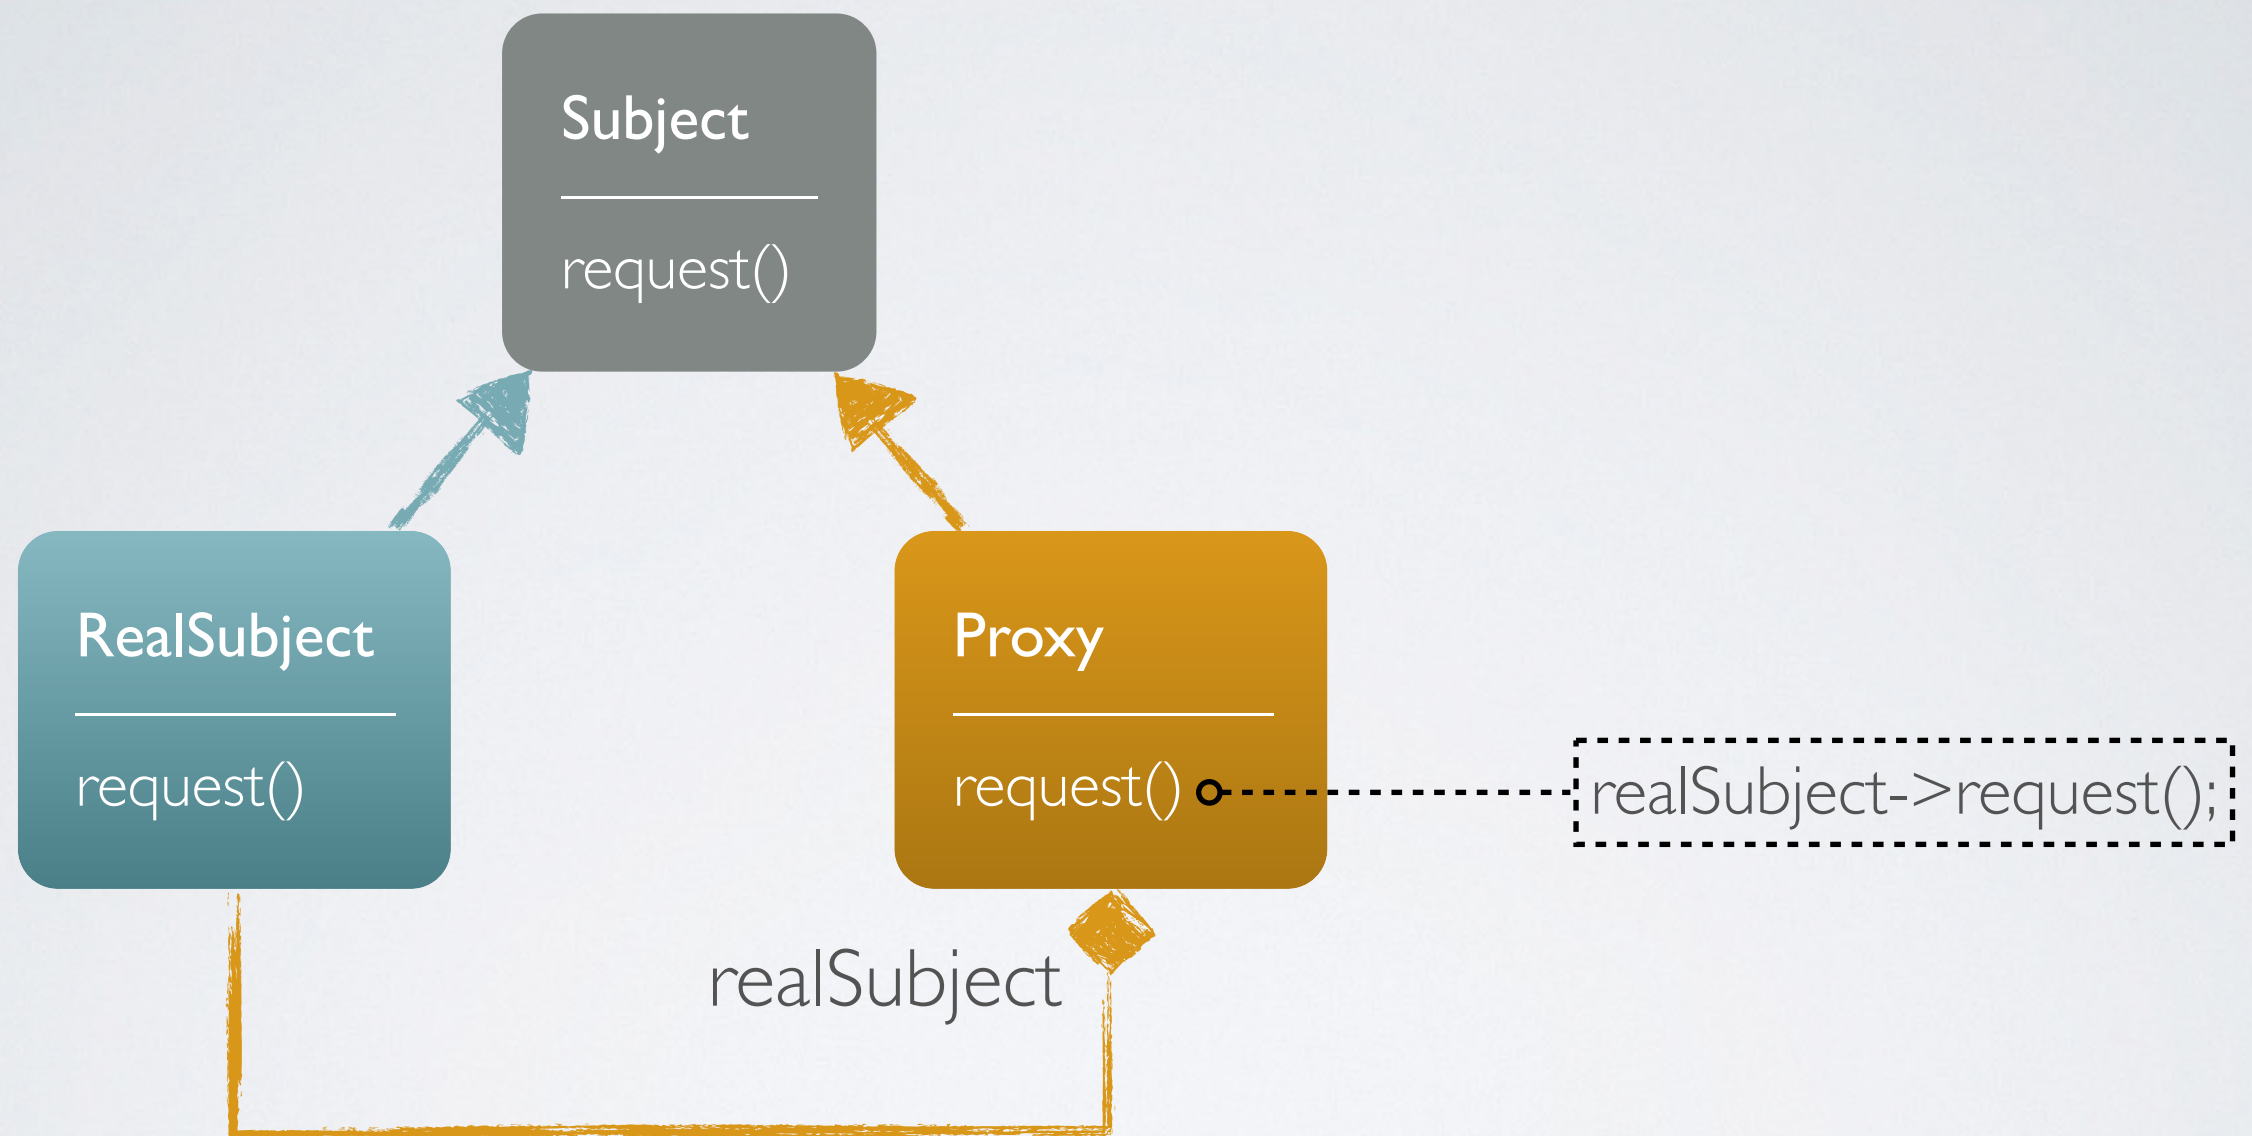 Subject
request()
RealSubject
request()
Proxy
request()
realSubject->request();
realSubject